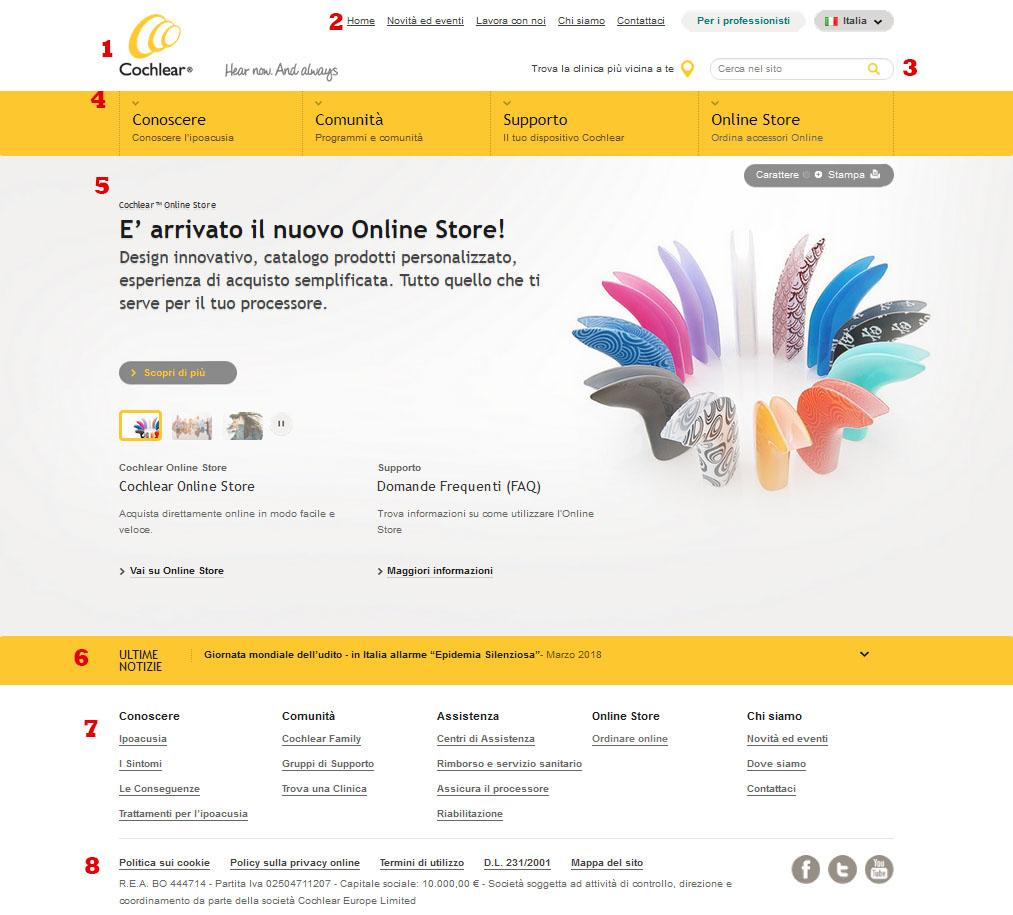 1
Cochlear®
Hear now. And always
2
Home Novità ed eventi Lavora con noi Chi siamo Contattaci Per i professionisti Italia
Trova la clinica più vicina a te Cerca nel sito
3
4
Conoscere
Conoscere l'ipoacusia
Comunità
Programmi e comunità
Supporto
Il tuo dispositivo Cochlear
Online Store
Ordina accessori Online
5
Carattere Stampa
Cochlear™ Online Store
E’ arrivato il nuovo Online Store!
Design innovativo, catalogo prodotti personalizzato,
esperienza di acquisto semplificata. Tutto quello che ti
serve per il tuo processore.
Scopri di più
Cochlear Online Store
Cochlear Online Store
Acquista direttamente online in modo facile e
veloce.
Vai su Online Store
Supporto
Domande Frequenti (FAQ)
Trova informazioni su come utilizzare l'Online
Store
Maggiori informazioni
6
ULTIME
NOTIZIE
Giornata mondiale dell’udito - in Italia allarme “Epidemia Silenziosa”- Marzo 2018
7
Conoscere
Ipoacusia
I Sintomi
Le Conseguenze
Trattamenti per l’ipoacusia
Comunità
Cochlear Family
Gruppi di Supporto
Trova una Clinica
Assistenza
Centri di Assistenza
Rimborso e servizio sanitario
Assicura il processore
Riabilitazione
Online Store
Ordinare online
Chi siamo
Novità ed eventi
Dove siamo
Contattaci
8
Politica sui cookie Policy sulla privacy online Termini di utilizzo D.L. 231/2001 Mappa del sito
R.E.A. BO 444714 - Partita Iva 02504711207 - Capitale sociale: 10.000,00 € - Società soggetta ad attività di controllo, direzione e
coordinamento da parte della società Cochlear Europe Limited
f t You
Tube